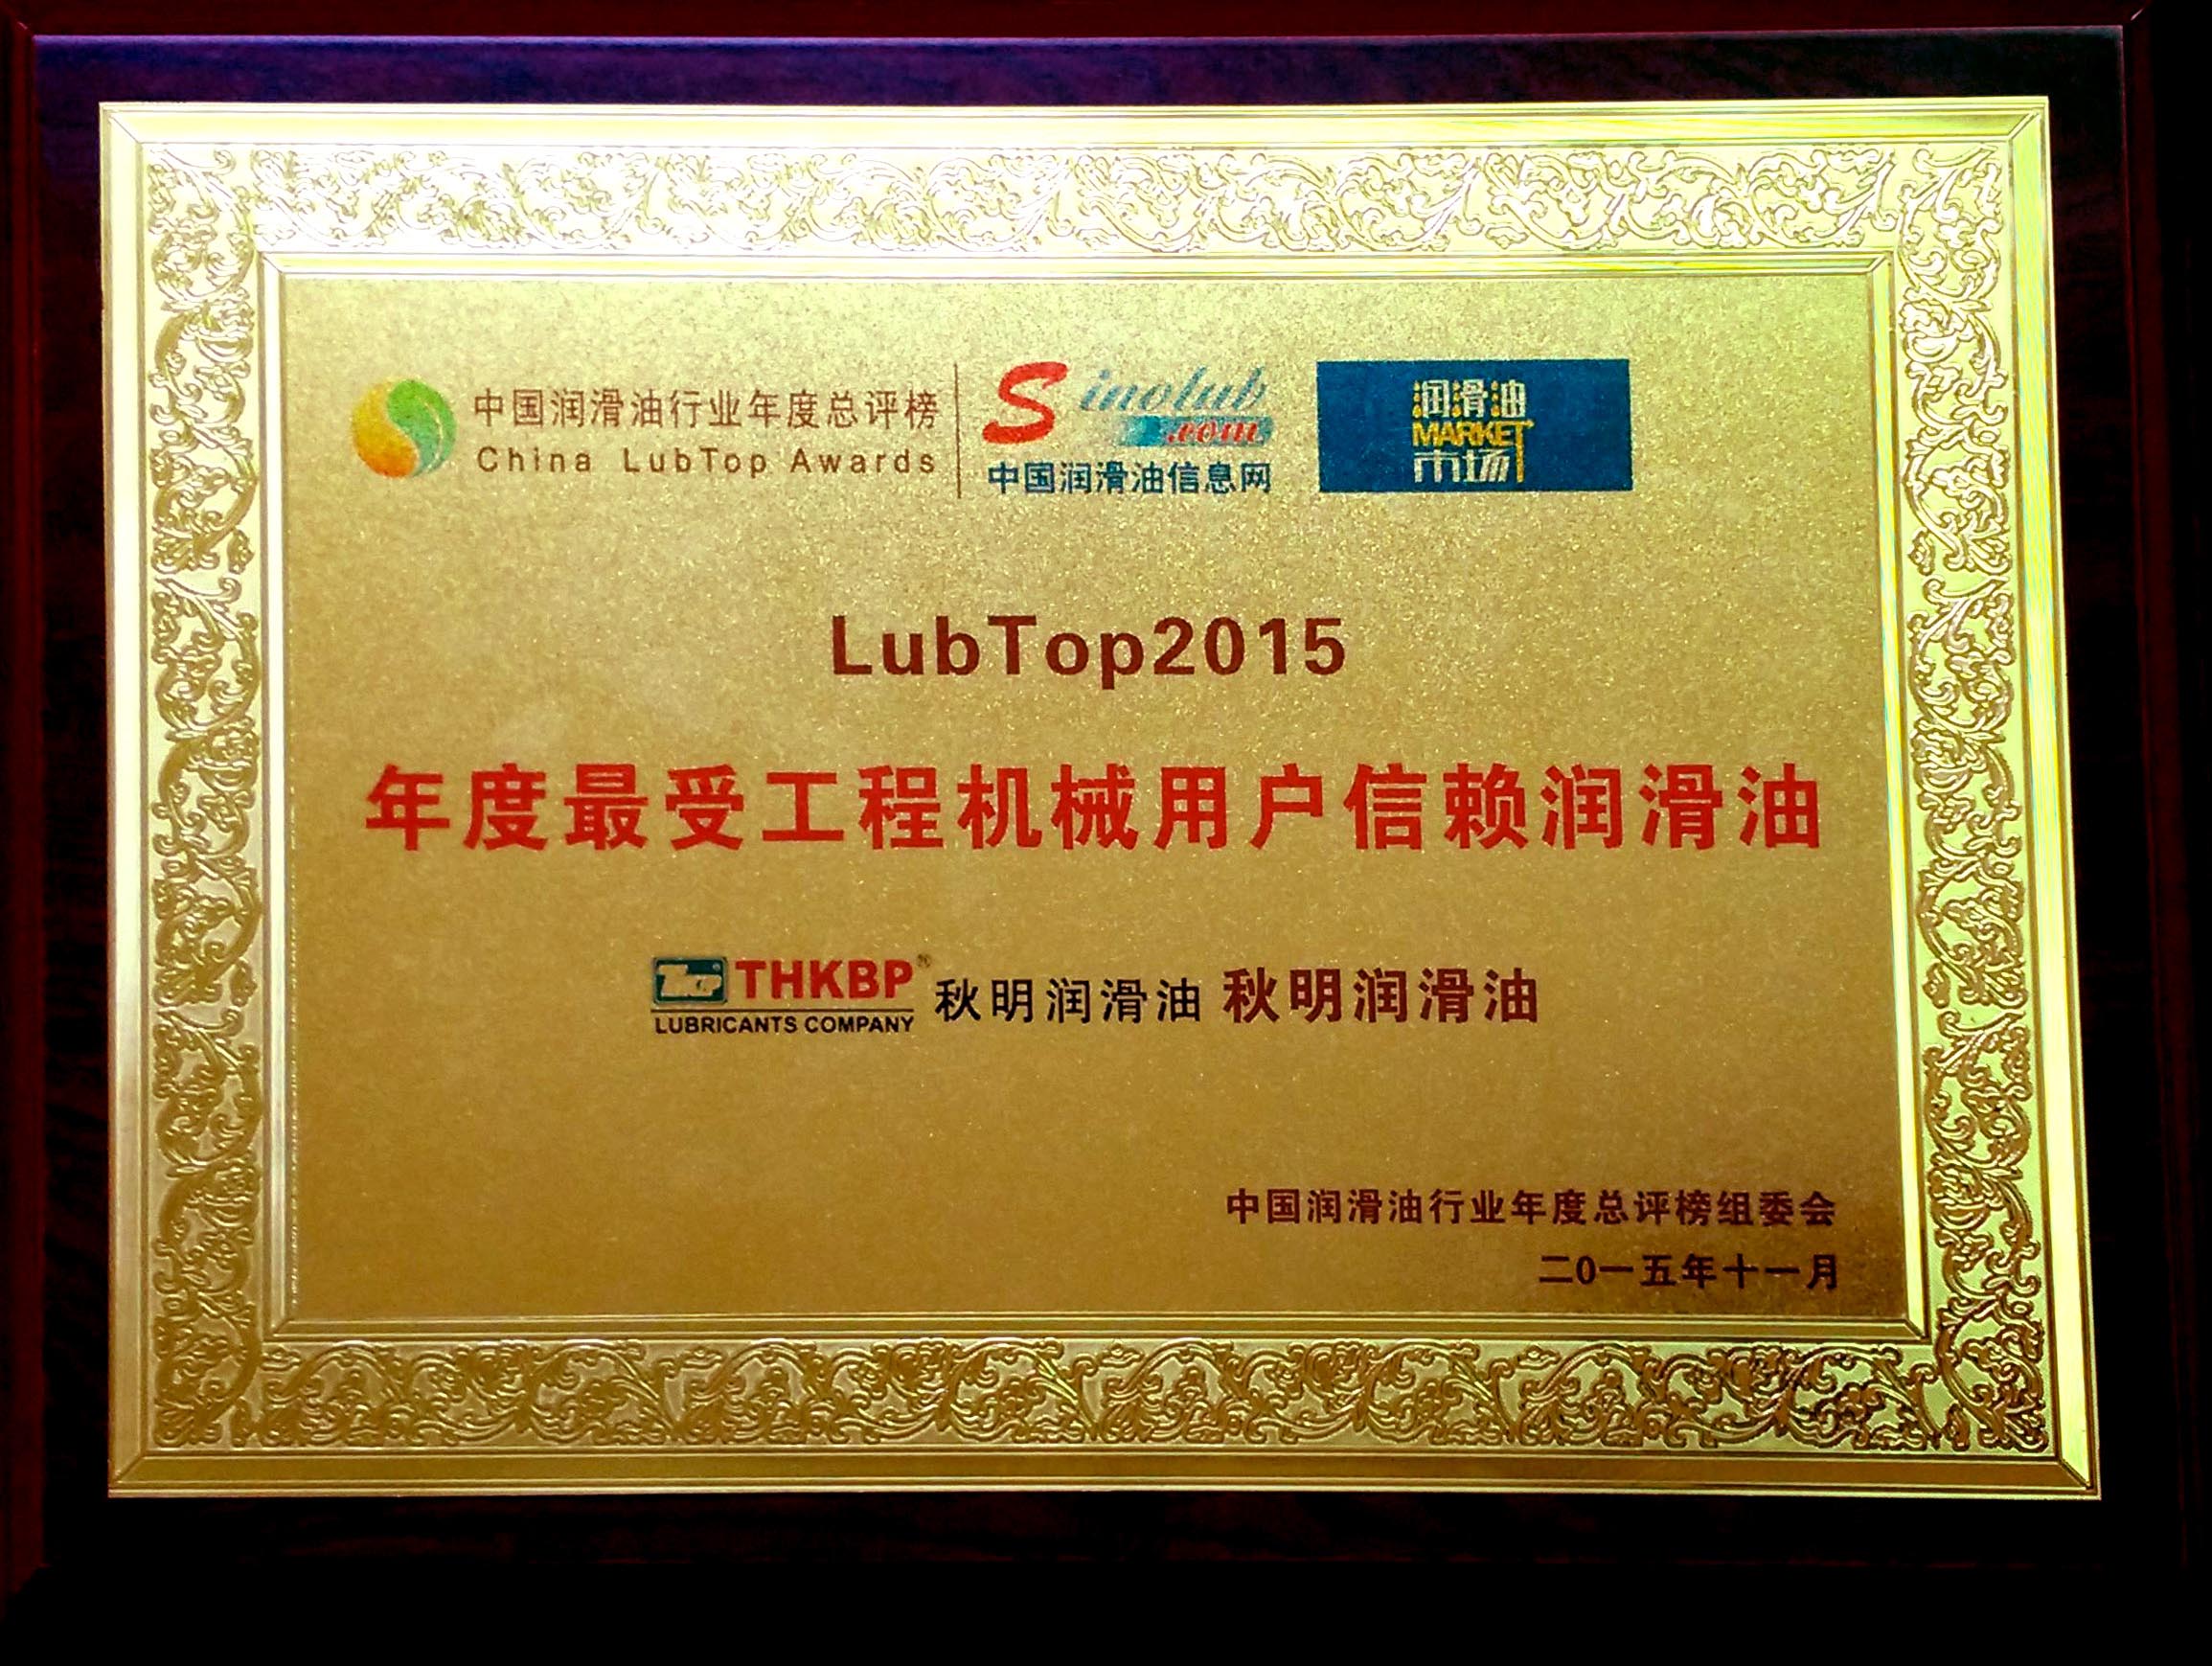 中国润滑油行业年度总评榜
China LubTop Awards
Sinolub
.com
中国润滑油信息网
润滑油
MARKET
市场
LubTop2015
年度最受工程机械用户信赖润滑油
THKBP® 秋明润滑油 秋明润滑油
LUBRICANTS COMPANY
中国润滑油行业年度总评榜组委会
二0一五年十一月